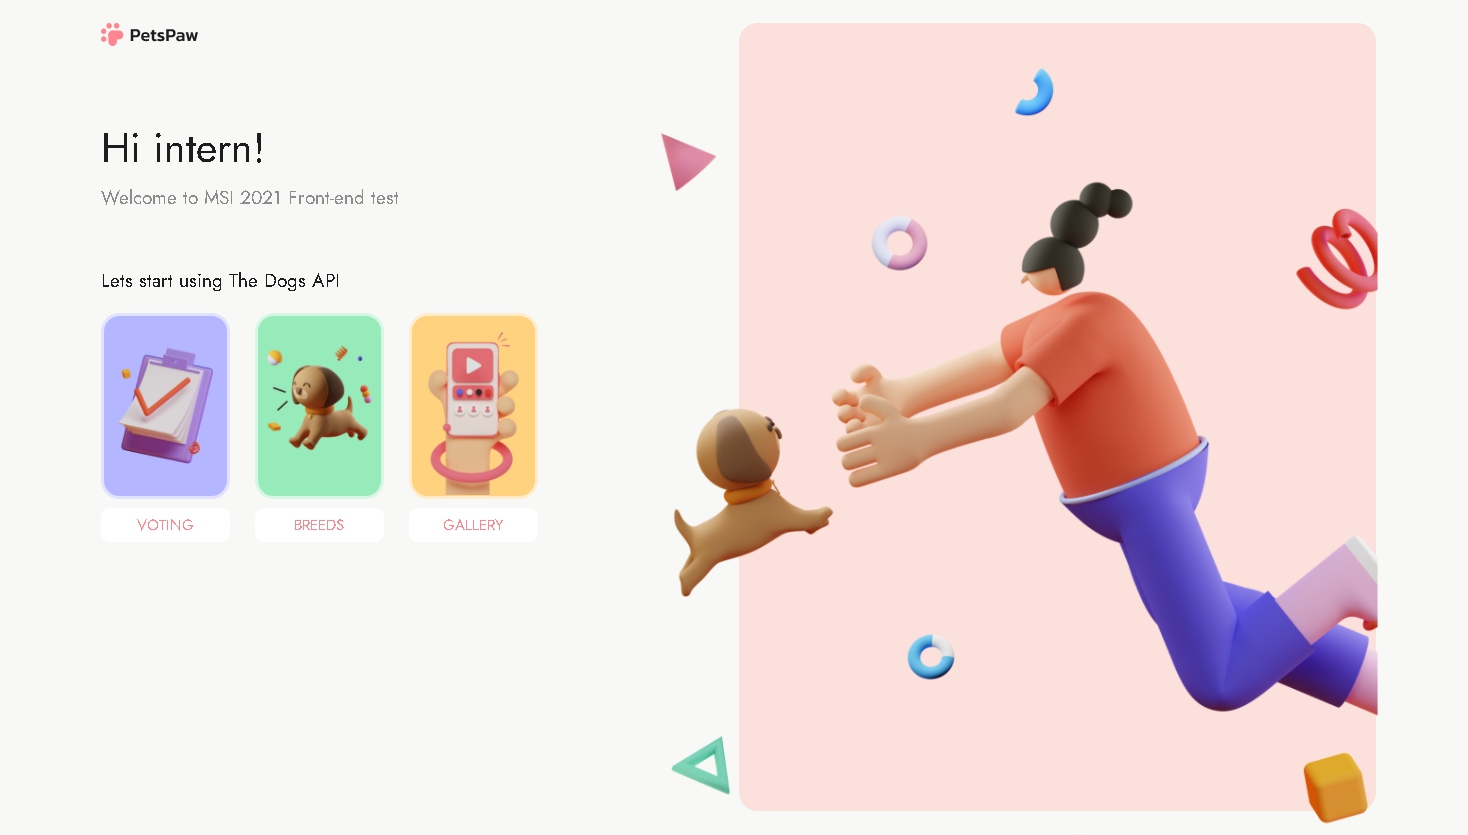 PetsPaw
Hi intern!
Welcome to MSI 2021 Front-end test
Lets start using The Dogs API
VOTING
BREEDS
GALLERY